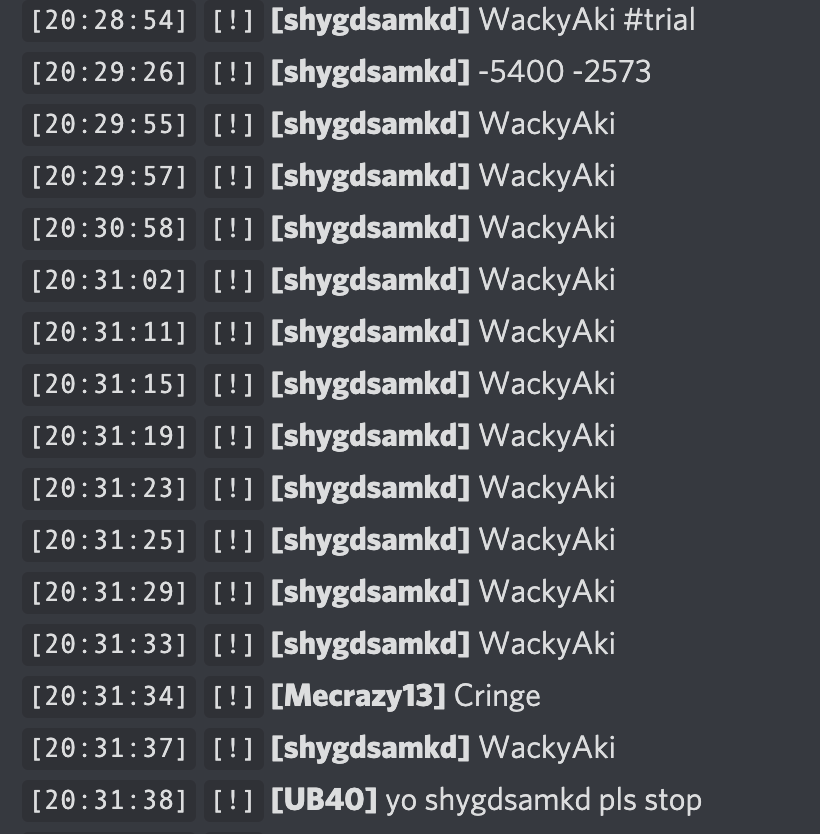 [20:28:54] [!] [shygdsamkd] WackyAki #trial
[20:29:26] [!] [shygdsamkd] -5400 -2573
[20:29:55] [!] [shygdsamkd] WackyAki
[20:29:57] [!] [shygdsamkd] WackyAki
[20:30:58] [!] [shygdsamkd] WackyAki
[20:31:02] [!] [shygdsamkd] WackyAki
[20:31:11] [!] [shygdsamkd] WackyAki
[20:31:15] [!] [shygdsamkd] WackyAki
[20:31:19] [!] [shygdsamkd] WackyAki
[20:31:23] [!] [shygdsamkd] WackyAki
[20:31:25] [!] [shygdsamkd] WackyAki
[20:31:29] [!] [shygdsamkd] WackyAki
[20:31:33] [!] [shygdsamkd] WackyAki
[20:31:34] [!] [Mecrazy13] Cringe
[20:31:37] [!] [shygdsamkd] WackyAki
[20:31:38] [!] [UB40] yo shygdsamkd pls stop